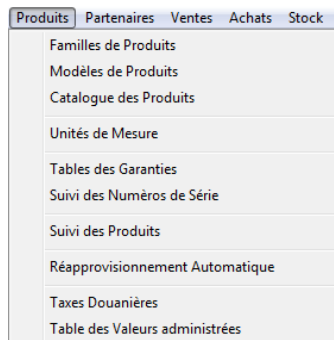 Produits Partenaires Ventes Achats Stock
Familles de Produits
Modèles de Produits
Catalogue des Produits
Unités de Mesure
Tables des Garanties
Suivi des Numèros de Série
Suivi des Produits
Réapprovisionnement Automatique
Taxes Douanières
Table des Valeurs administrées